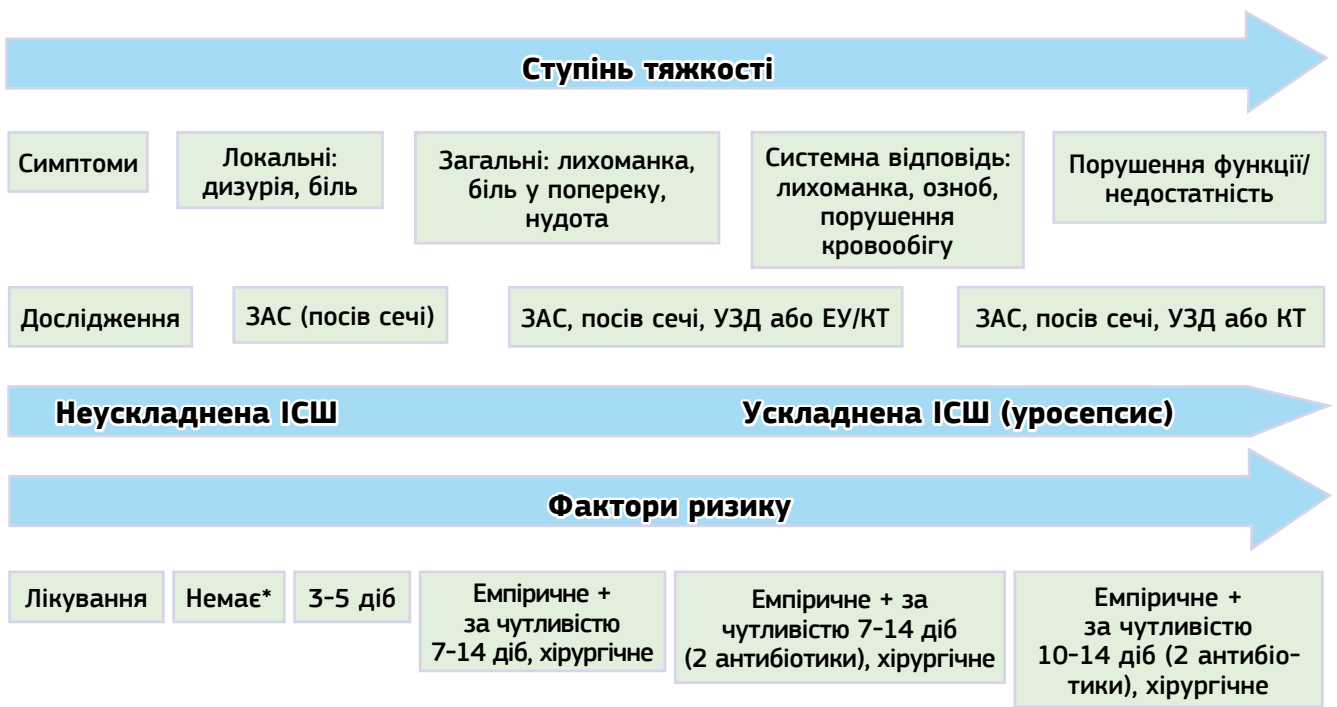 Ступінь тяжкості
Симптоми
Локальні:
дизурія, біль
Загальні: лихоманка,
біль у попереку,
нудота
Системна відповідь:
лихоманка, озноб,
порушення
кровообігу
Порушення функції/
недостатність
Дослідження
ЗАС (посів сечі)
ЗАС, посів сечі, УЗД або ЕУ/КТ
ЗАС, посів сечі, УЗД або КТ
Неускладнена ІСШ
Ускладнена ІСШ (уросепсис)
Фактори ризику
Лікування
Немає*
3-5 діб
Емпіричне +
за чутливістю
7-14 діб, хірургічне
Емпіричне + за
чутливістю 7-14 діб
(2 антибіотики), хірургічне
Емпіричне +
за чутливістю
10-14 діб (2 антибіо-
тики), хірургічне